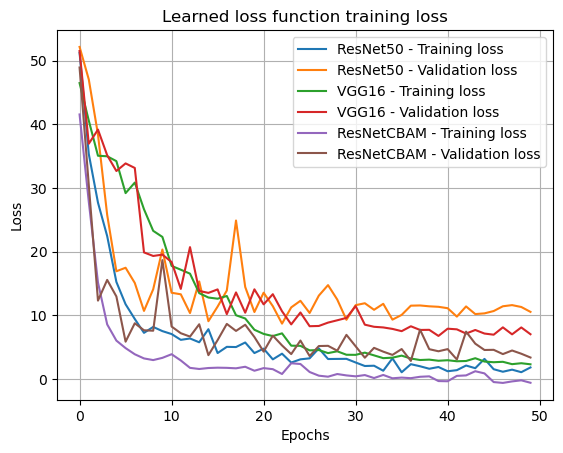 Learned loss function training loss
ResNet50 - Training loss
ResNet50 - Validation loss
VGG16 - Training loss
VGG16 - Validation loss
ResNetCBAM - Training loss
ResNetCBAM - Validation loss
Loss
50
40
30
20
10
0
0 10 20 30 40 50
Epochs